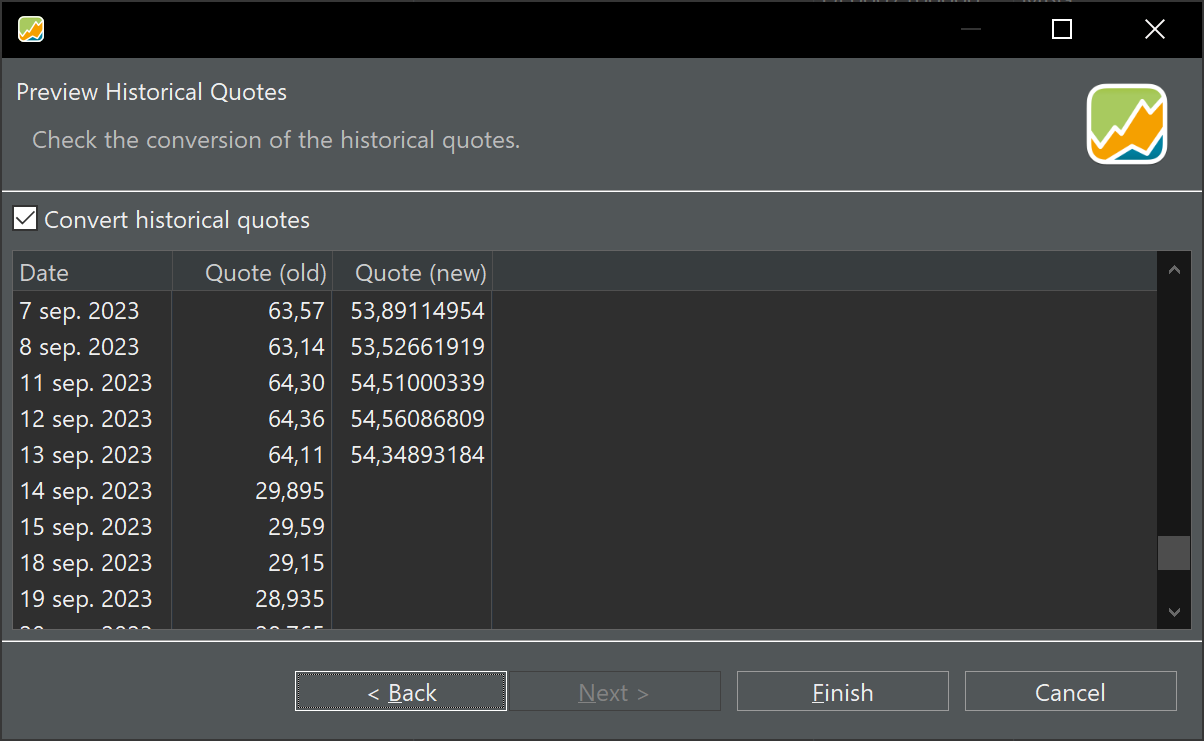 Preview Historical Quotes
Check the conversion of the historical quotes.
Convert historical quotes
Date Quote (old) Quote (new)
7 sep. 2023 63,57 53,89114954
8 sep. 2023 63,14 53,52661919
11 sep. 2023 64,30 54,51000339
12 sep. 2023 64,36 54,56086809
13 sep. 2023 64,11 54,34893184
14 sep. 2023 29,895
15 sep. 2023 29,59
18 sep. 2023 29,15
19 sep. 2023 28,935
< Back Next > Finish Cancel